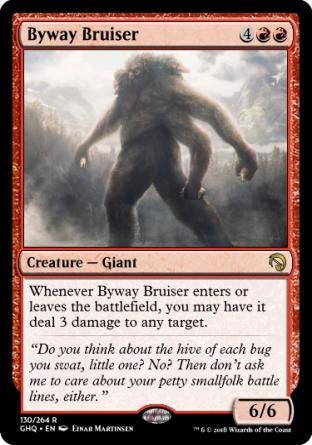 Byway Bruiser 4
Creature — Giant
Whenever Byway Bruiser enters or
leaves the battlefield, you may have it
deal 3 damage to any target.
“Do you think about the hive of each bug
you swat, little one? No? Then don’t ask
me to care about your petty smallfolk battle
lines, either.”
6/6
130/264 R
GHQ • EN Einar Martinsen
™ & © 2018 Wizards of the Coast